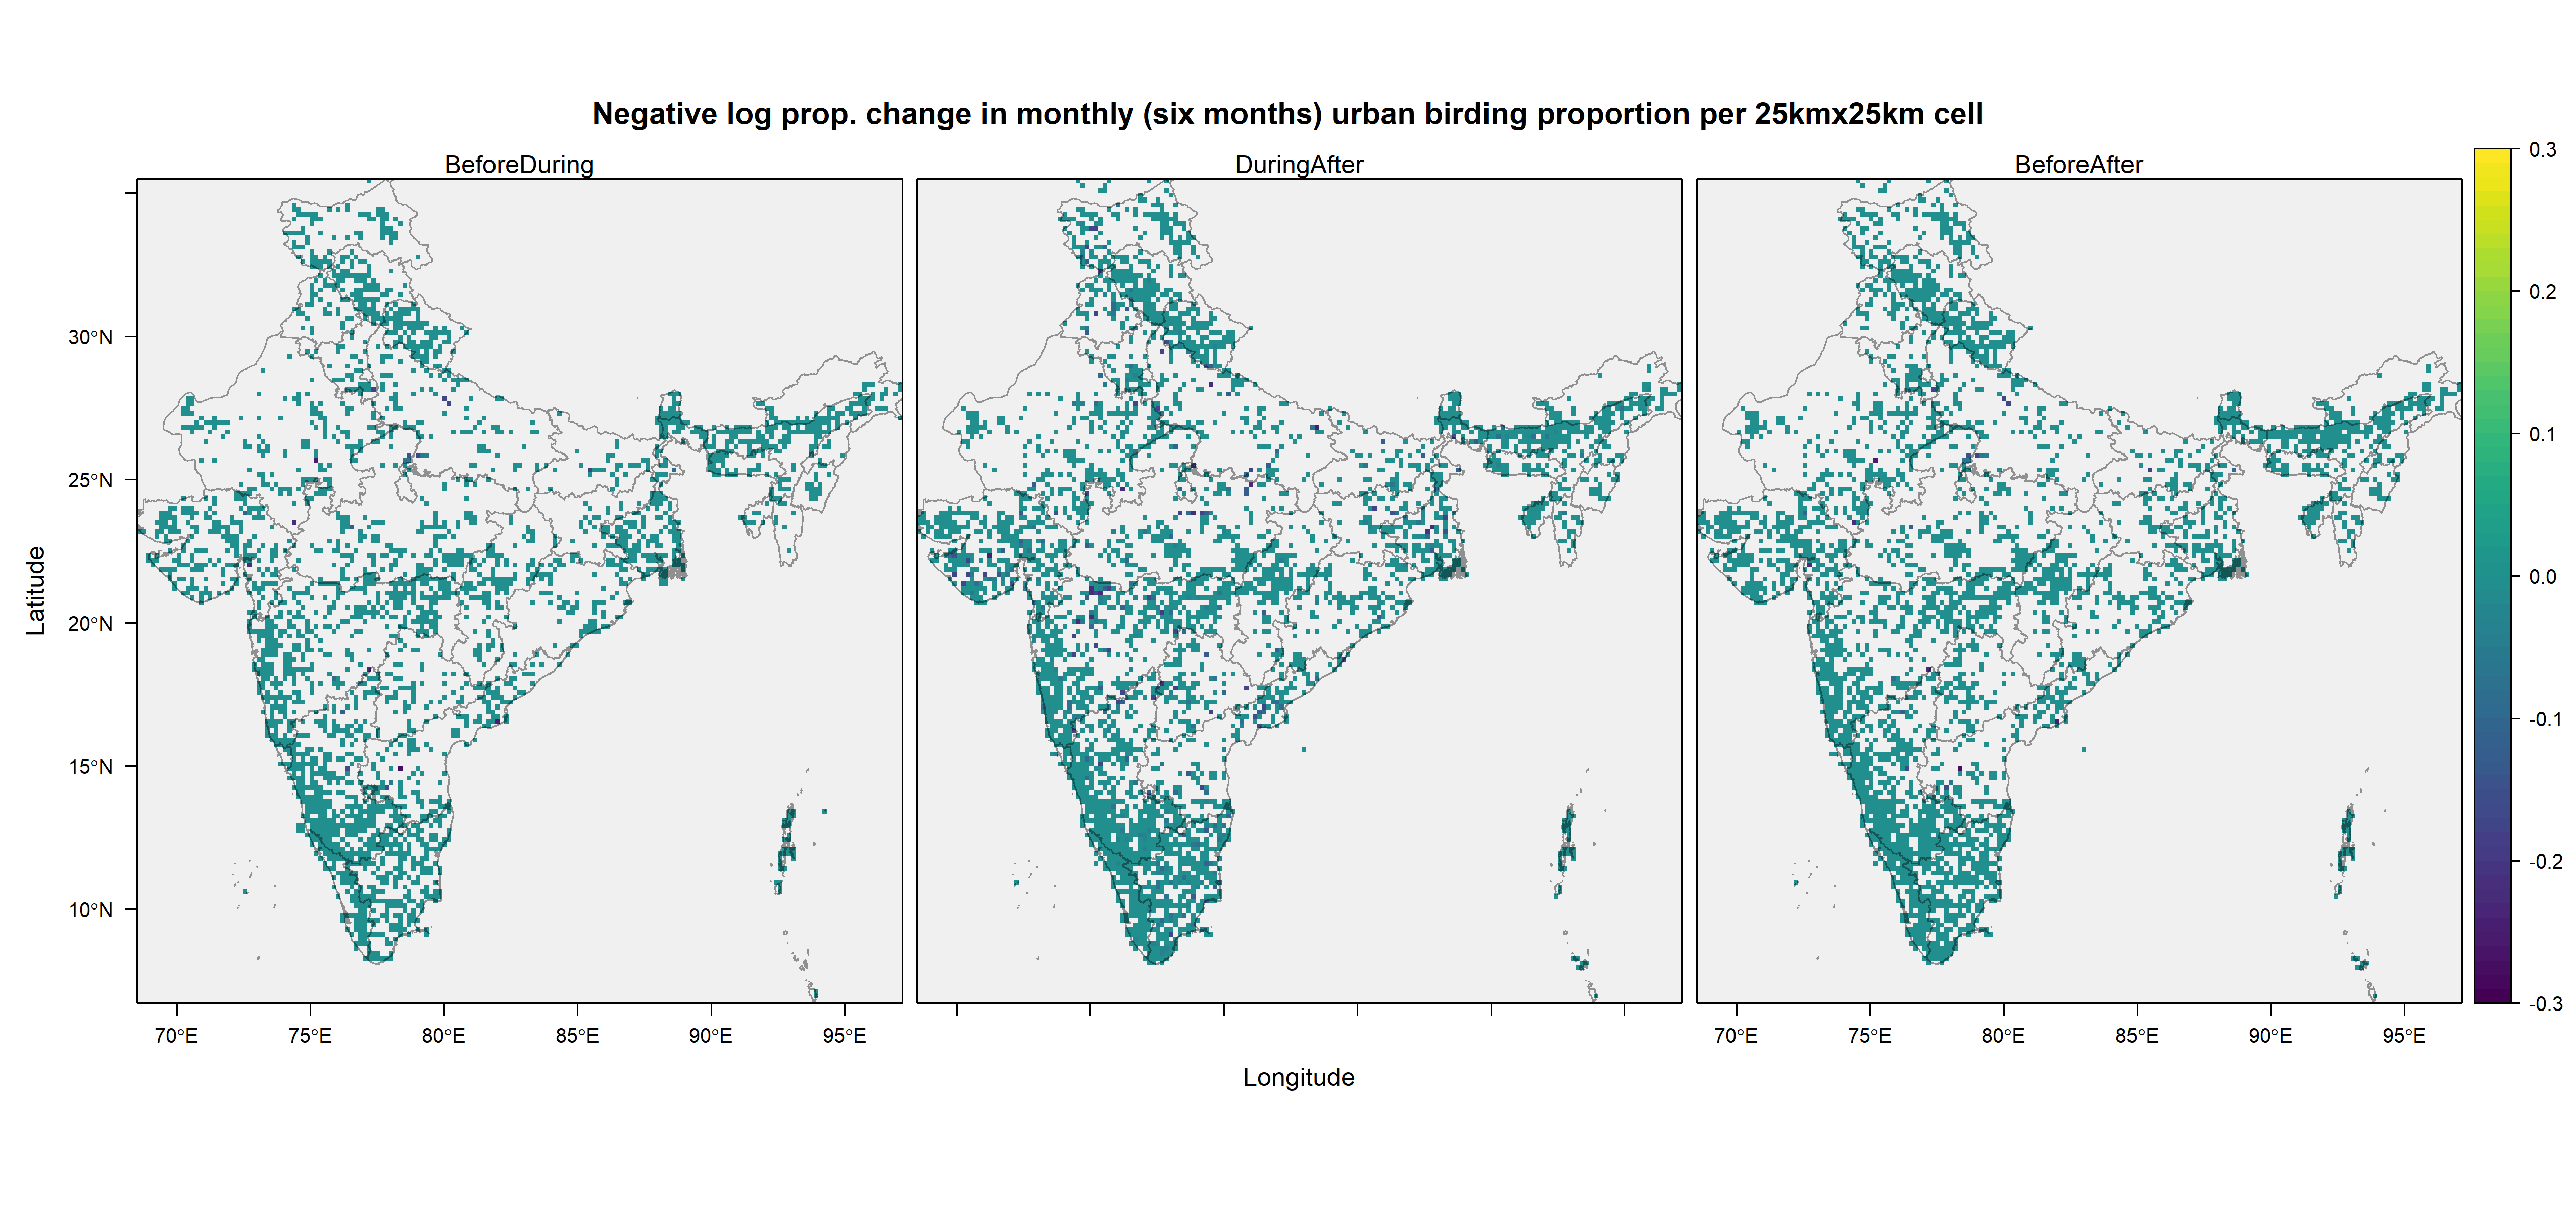 Negative log prop. change in monthly (six months) urban birding proportion per 25kmx25km cell
BeforeDuring
DuringAfter
BeforeAfter
30°N
25°N
20°N
15°N
10°N
Latitude
70°E 75°E 80°E 85°E 90°E 95°E
70°E 75°E 80°E 85°E 90°E 95°E
Longitude
0.3
0.2
0.1
0.0
-0.1
-0.2
-0.3